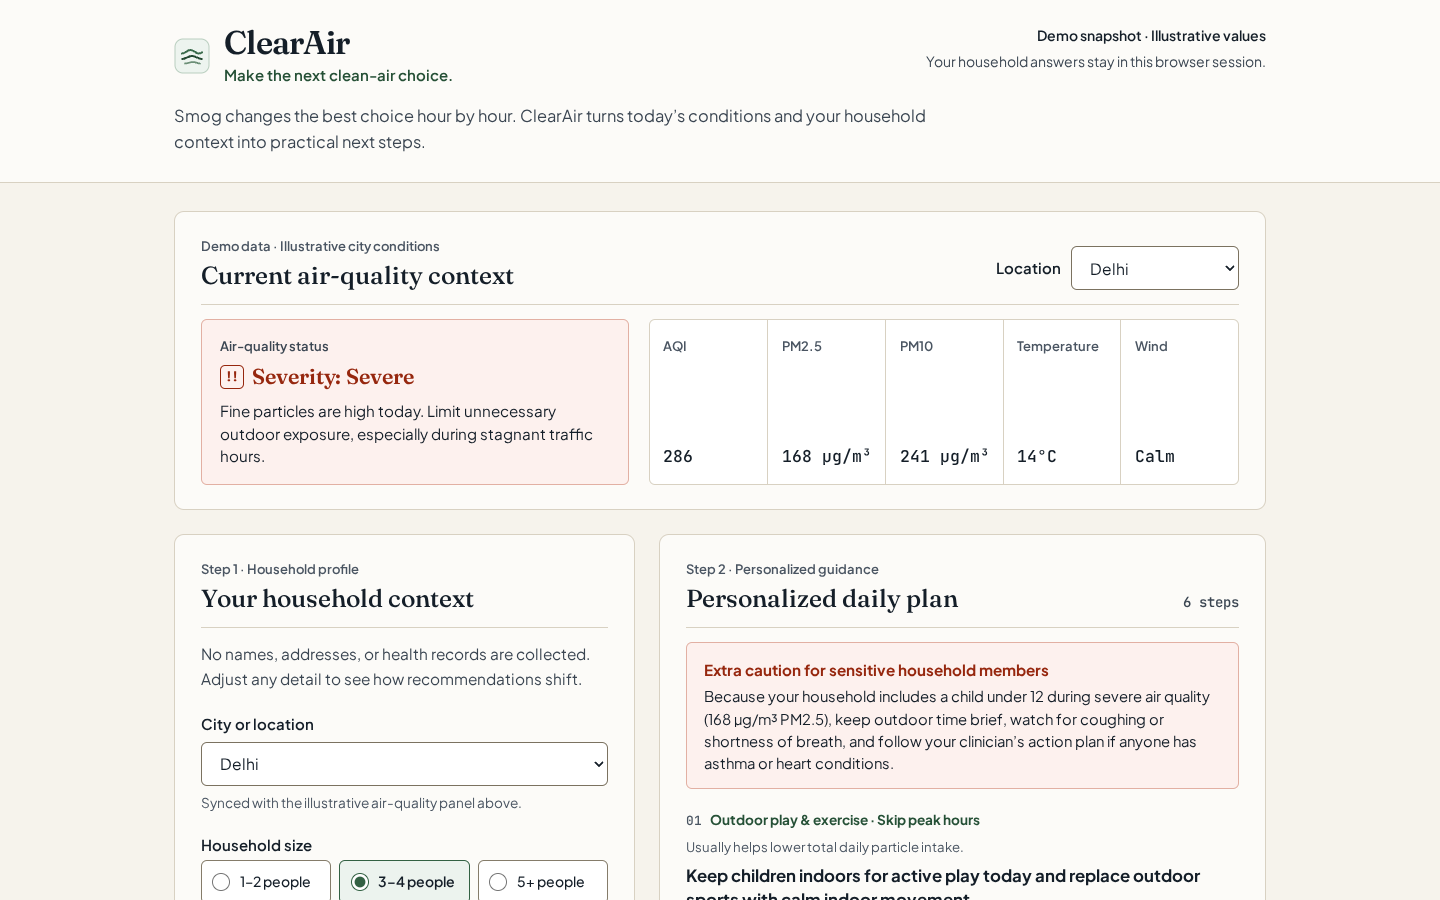 ClearAir
Make the next clean-air choice.
Demo snapshot · Illustrative values
Your household answers stay in this browser session.
Smog changes the best choice hour by hour. ClearAir turns today’s conditions and your household
context into practical next steps.
Demo data · Illustrative city conditions
Current air-quality context
Location
Delhi
Air-quality status
!! Severity: Severe
Fine particles are high today. Limit unnecessary
outdoor exposure, especially during stagnant traffic
hours.
AQI
286
PM2.5
168 µg/m³
PM10
241 µg/m³
Temperature
14°C
Wind
Calm
Step 1 · Household profile
Your household context
No names, addresses, or health records are collected.
Adjust any detail to see how recommendations shift.
City or location
Delhi
Synced with the illustrative air-quality panel above.
Household size
1–2 people
3–4 people
5+ people
Step 2 · Personalized guidance
Personalized daily plan
6 steps
Extra caution for sensitive household members
Because your household includes a child under 12 during severe air quality
(168 µg/m³ PM2.5), keep outdoor time brief, watch for coughing or
shortness of breath, and follow your clinician’s action plan if anyone has
asthma or heart conditions.
01 Outdoor play & exercise · Skip peak hours
Usually helps lower total daily particle intake.
Keep children indoors for active play today and replace outdoor
sports with calm indoor movement.